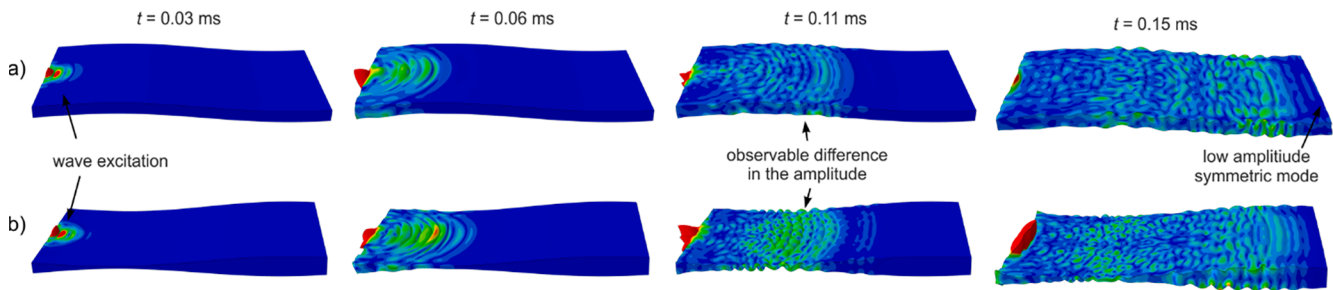 t = 0.03 ms
t = 0.06 ms
t = 0.11 ms
t = 0.15 ms
a)
wave excitation
observable difference
in the amplitude
low amplitiude
symmetric mode
b)